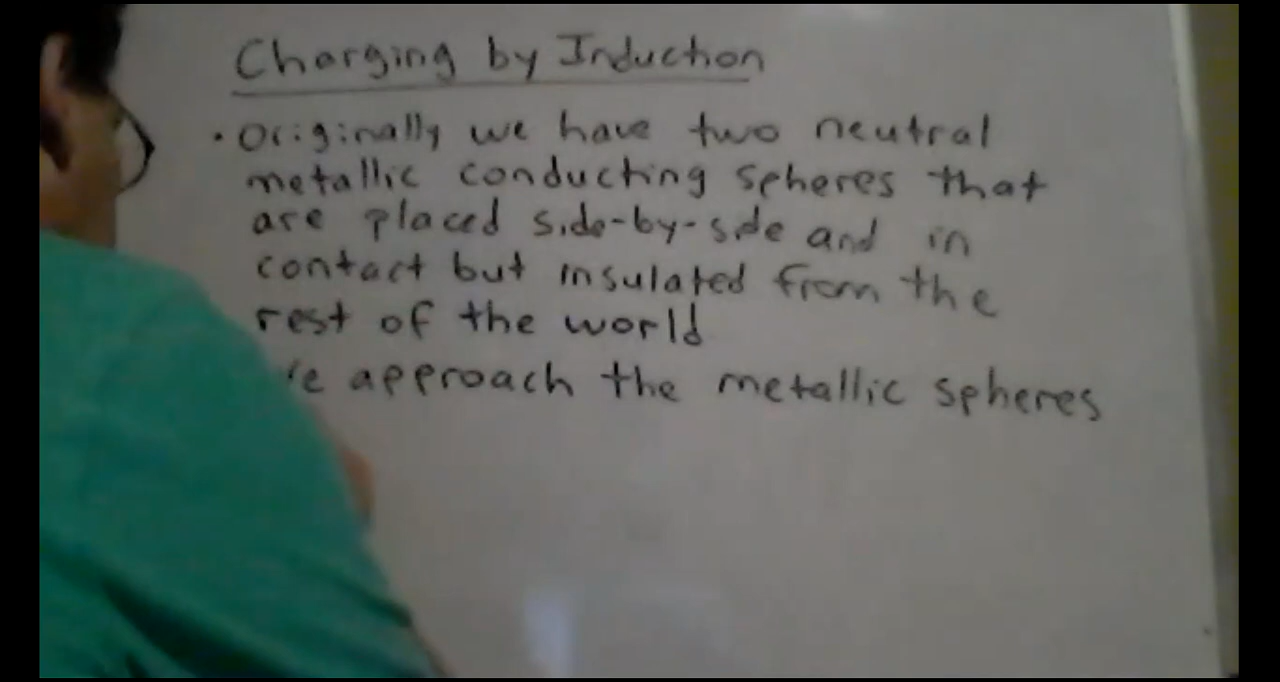 Charging by Induction
• Originally we have two neutral
metallic conducting spheres that
are placed side-by-side and in
contact but insulated from the
rest of the world
approach the metallic spheres